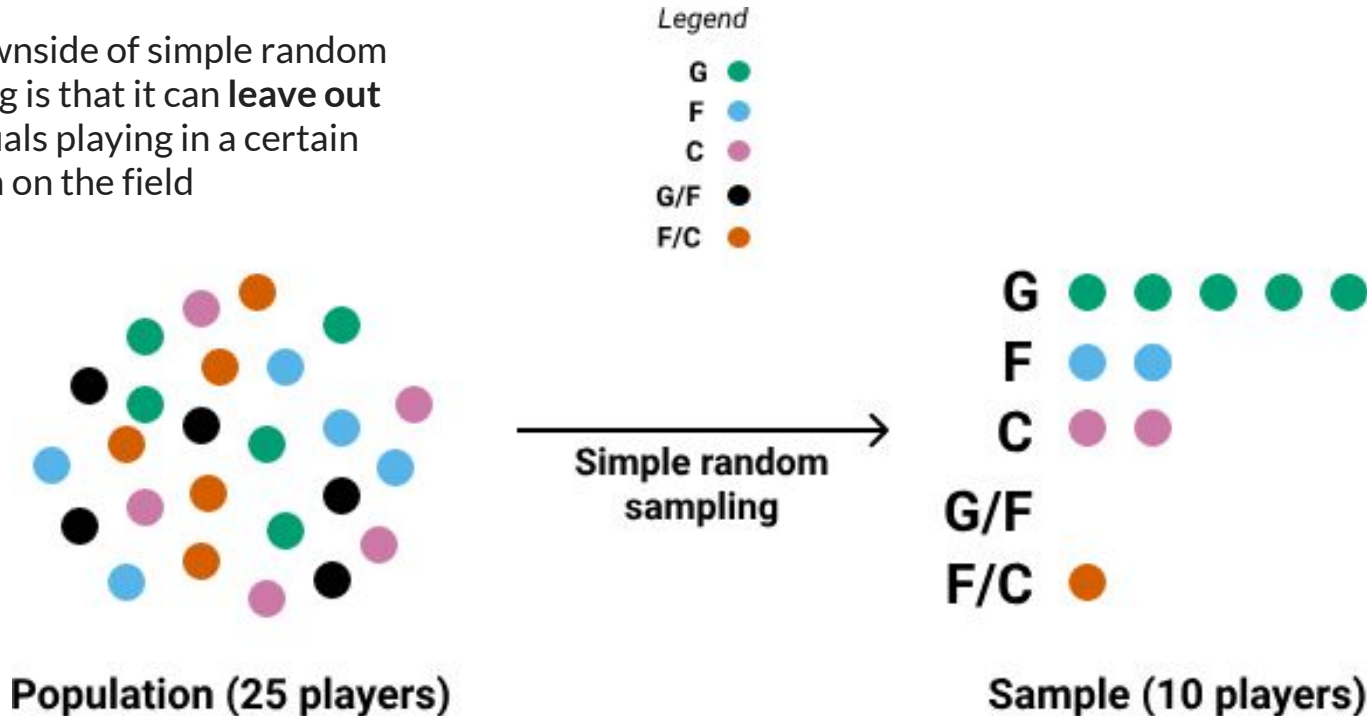 wnside of simple random
g is that it can leave out
uals playing in a certain
n on the field
Legend
G
F
C
G/F
F/C
Simple random
sampling
G
F
C
G/F
F/C
Population (25 players)
Sample (10 players)